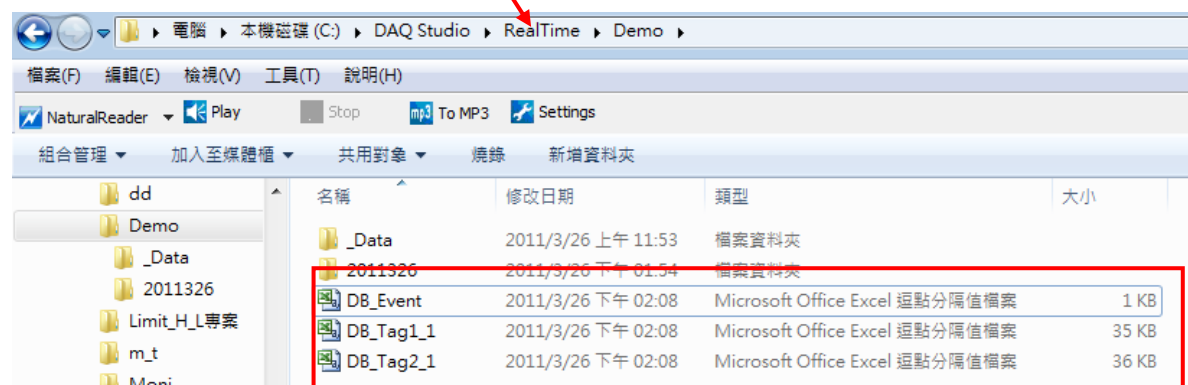 電腦 ▸ 本機磁碟 (C:) ▸ DAQ Studio ▸ RealTime ▸ Demo ▸
檔案(F) 編輯(E) 檢視(V) 工具(T) 說明(H)
NaturalReader Play Stop mp3 To MP3 Settings
組合管理 加入至媒體櫃 共用對象 燒錄 新增資料夾
dd
Demo
_Data
2011326
Limit_H_L專案
m_t
Moni
名稱 修改日期 類型 大小
_Data 2011/3/26 上午 11:53 檔案資料夾
2011326 2011/3/26 下午 01:54 檔案資料夾
DB_Event 2011/3/26 下午 02:08 Microsoft Office Excel 逗點分隔值檔案 1 KB
DB_Tag1_1 2011/3/26 下午 02:08 Microsoft Office Excel 逗點分隔值檔案 35 KB
DB_Tag2_1 2011/3/26 下午 02:08 Microsoft Office Excel 逗點分隔值檔案 36 KB